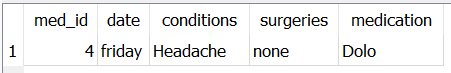 med_id date conditions surgeries medication
1 4 friday Headache none Dolo